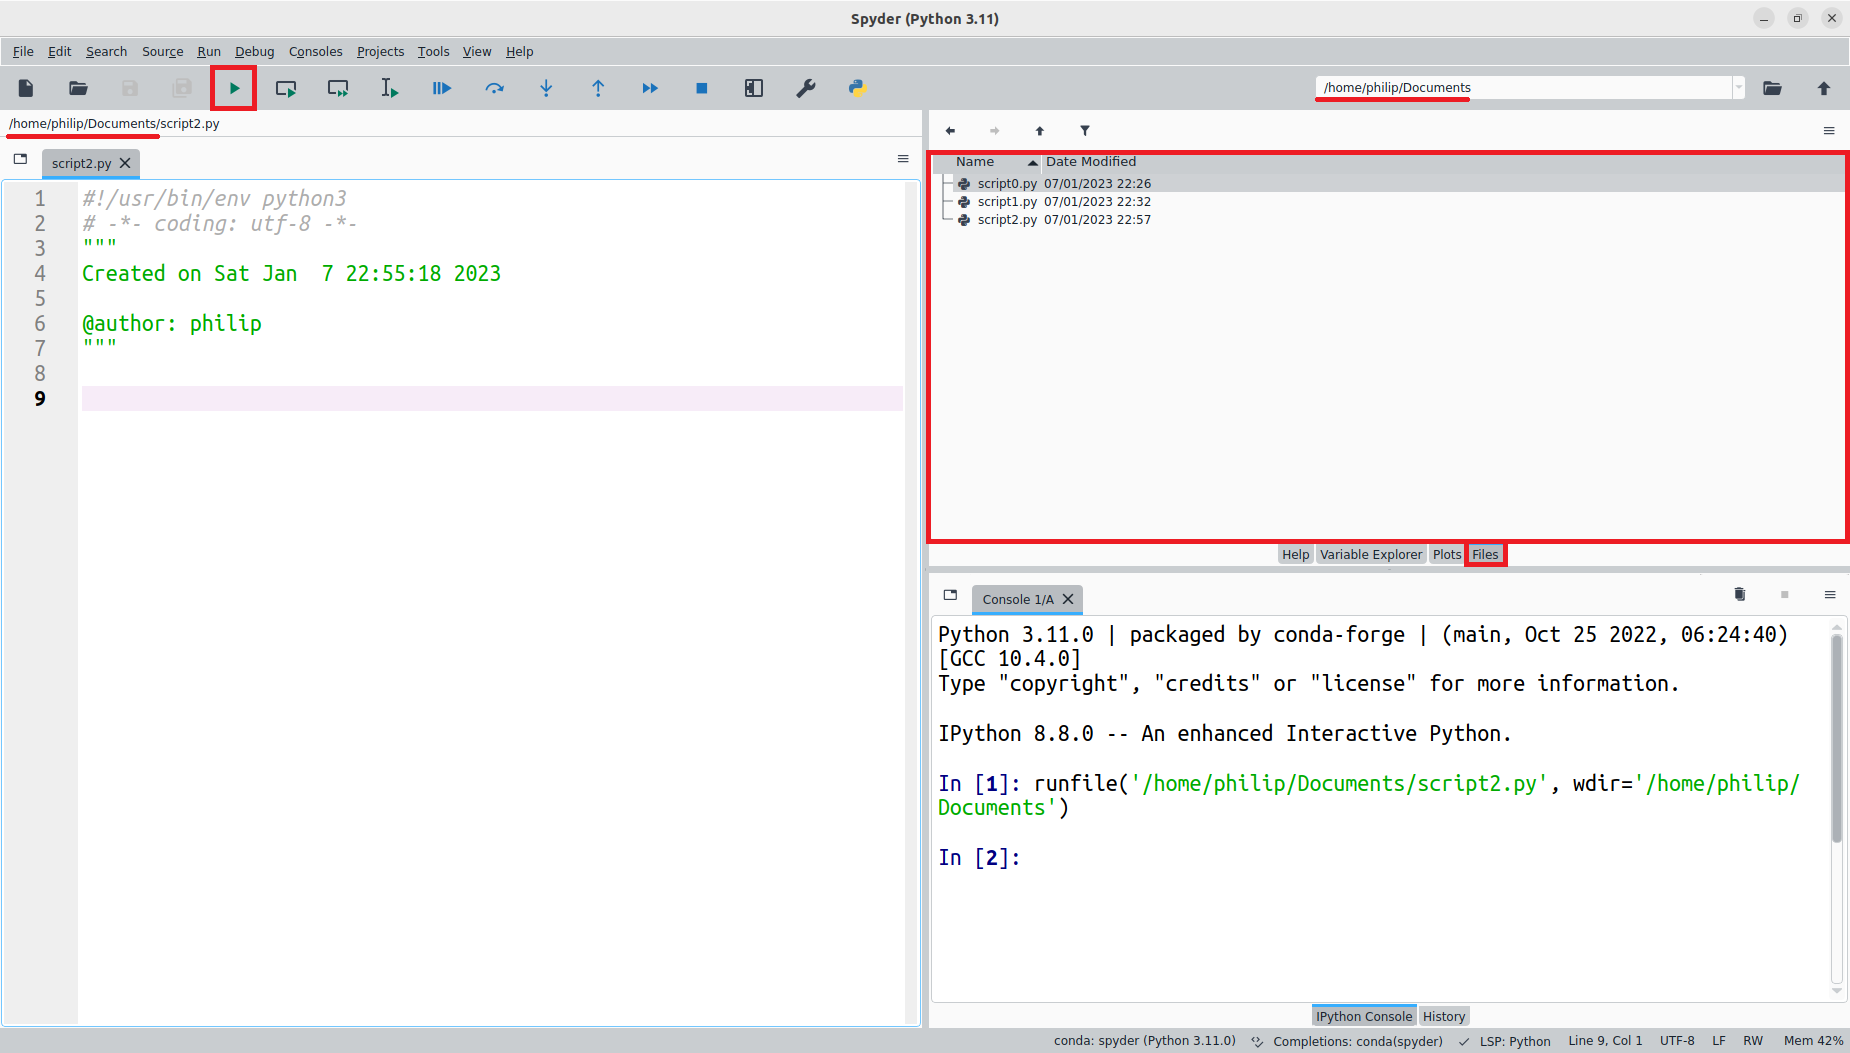 Spyder (Python 3.11)
File Edit Search Source Run Debug Consoles Projects Tools View Help
/home/philip/Documents
/home/philip/Documents/script2.py
script2.py
1 #!/usr/bin/env python3
2 # -*- coding: utf-8 -*-
3 """
4 Created on Sat Jan  7 22:55:18 2023
5
6 @author: philip
7 """
8
9
Name Date Modified
script0.py 07/01/2023 22:26
script1.py 07/01/2023 22:32
script2.py 07/01/2023 22:57
Help Variable Explorer Plots Files
Console 1/A
Python 3.11.0 | packaged by conda-forge | (main, Oct 25 2022, 06:24:40)
[GCC 10.4.0]
Type "copyright", "credits" or "license" for more information.
IPython 8.8.0 -- An enhanced Interactive Python.
In [1]: runfile('/home/philip/Documents/script2.py', wdir='/home/philip/
Documents')
In [2]:
IPython Console History
conda: spyder (Python 3.11.0) Completions: conda(spyder) LSP: Python Line 9, Col 1 UTF-8 LF RW Mem 42%